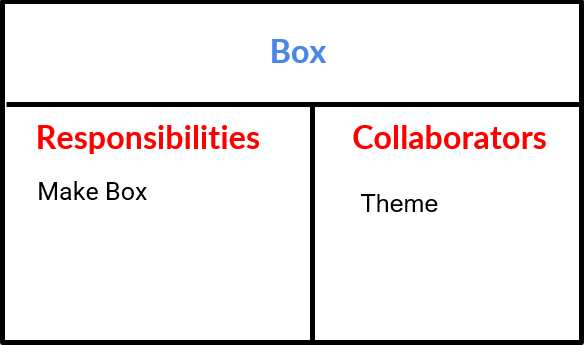 Box
Responsibilities
Make Box
Collaborators
Theme